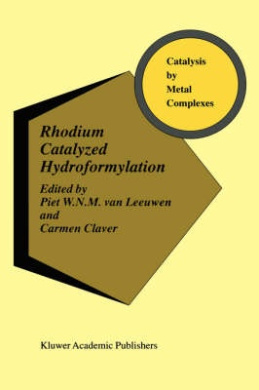 Catalysis
by
Metal
Complexes
Rhodium
Catalyzed
Hydroformylation
Edited by
Piet W.N.M. van Leeuwen
and
Carmen Claver
Kluwer Academic Publishers